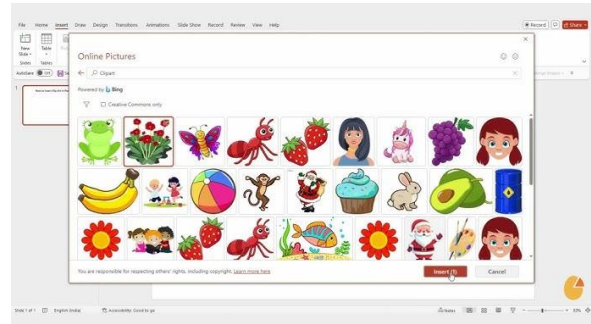 File Home Insert Draw Design Transitions Animations Slide Show Record Review View Help
Record Share
New Table
Slide
Slides Tables
AutoSave Off
Online Pictures
Clipart
Powered by Bing
Creative Commons only
1
You are responsible for respecting others' rights, including copyright. Learn more here
Insert (1) Cancel
Slide 1 of 1 English (India) Accessibility: Good to go Notes